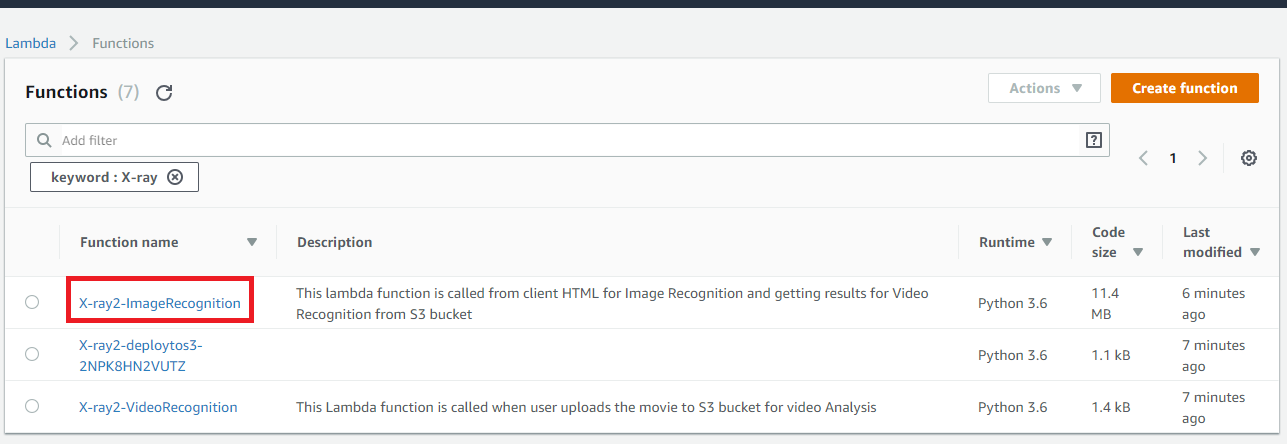 Lambda > Functions
Functions (7)
Actions
Create function
Add filter
?
1
keyword : X-ray
Function name
Description
Runtime
Code
size
Last
modified
X-ray2-ImageRecognition
This lambda function is called from client HTML for Image Recognition and getting results for Video
Recognition from S3 bucket
Python 3.6
11.4
MB
6 minutes
ago
X-ray2-deploytos3-
2NPK8HN2VUTZ
Python 3.6
1.1 kB
7 minutes
ago
X-ray2-VideoRecognition
This Lambda function is called when user uploads the movie to S3 bucket for video Analysis
Python 3.6
1.4 kB
7 minutes
ago